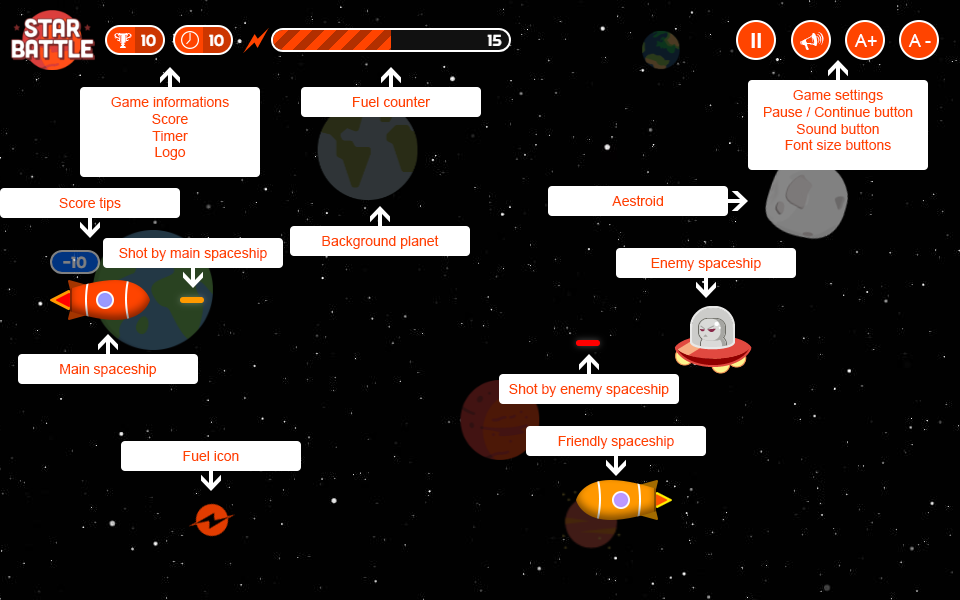 STAR
BATTLE
10
10
15
A+
A -
Game informations
Score
Timer
Logo
Fuel counter
Game settings
Pause / Continue button
Sound button
Font size buttons
Score tips
Aestroid
-10
Shot by main spaceship
Background planet
Enemy spaceship
Main spaceship
Shot by enemy spaceship
Friendly spaceship
Fuel icon